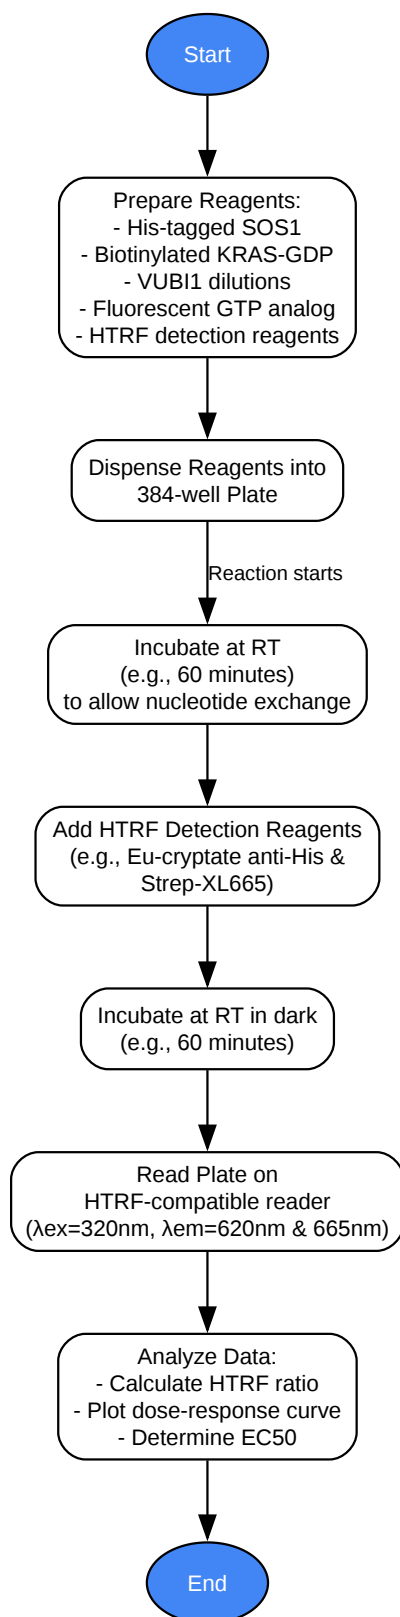 Start
Prepare Reagents:
- His-tagged SOS1
- Biotinylated KRAS-GDP
- VUBI1 dilutions
- Fluorescent GTP analog
- HTRF detection reagents
Dispense Reagents into
384-well Plate
Reaction starts
Incubate at RT
(e.g., 60 minutes)
to allow nucleotide exchange
Add HTRF Detection Reagents
(e.g., Eu-cryptate anti-His &
Strep-XL665)
Incubate at RT in dark
(e.g., 60 minutes)
Read Plate on
HTRF-compatible reader
(λex=320nm, λem=620nm & 665nm)
Analyze Data:
- Calculate HTRF ratio
- Plot dose-response curve
- Determine EC50
End